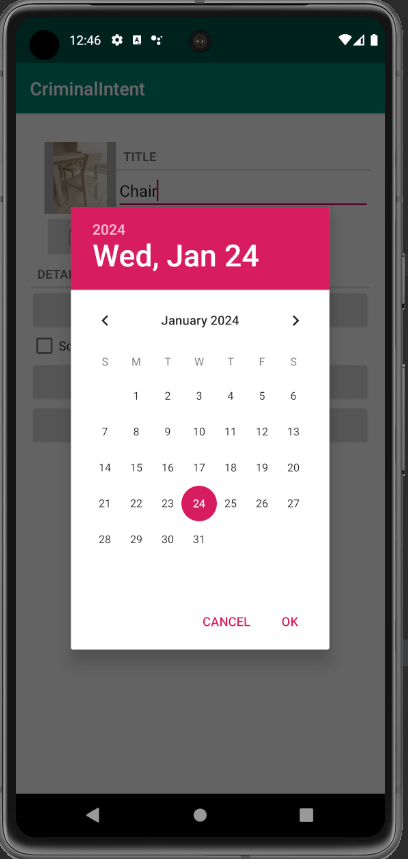 12:46
CriminalIntent
TITLE
Chair
2024
Wed, Jan 24
DETAI
January 2024
S M T W T F S
1 2 3 4 5 6
So
7 8 9 10 11 12 13
14 15 16 17 18 19 20
21 22 23 24 25 26 27
28 29 30 31
CANCEL OK